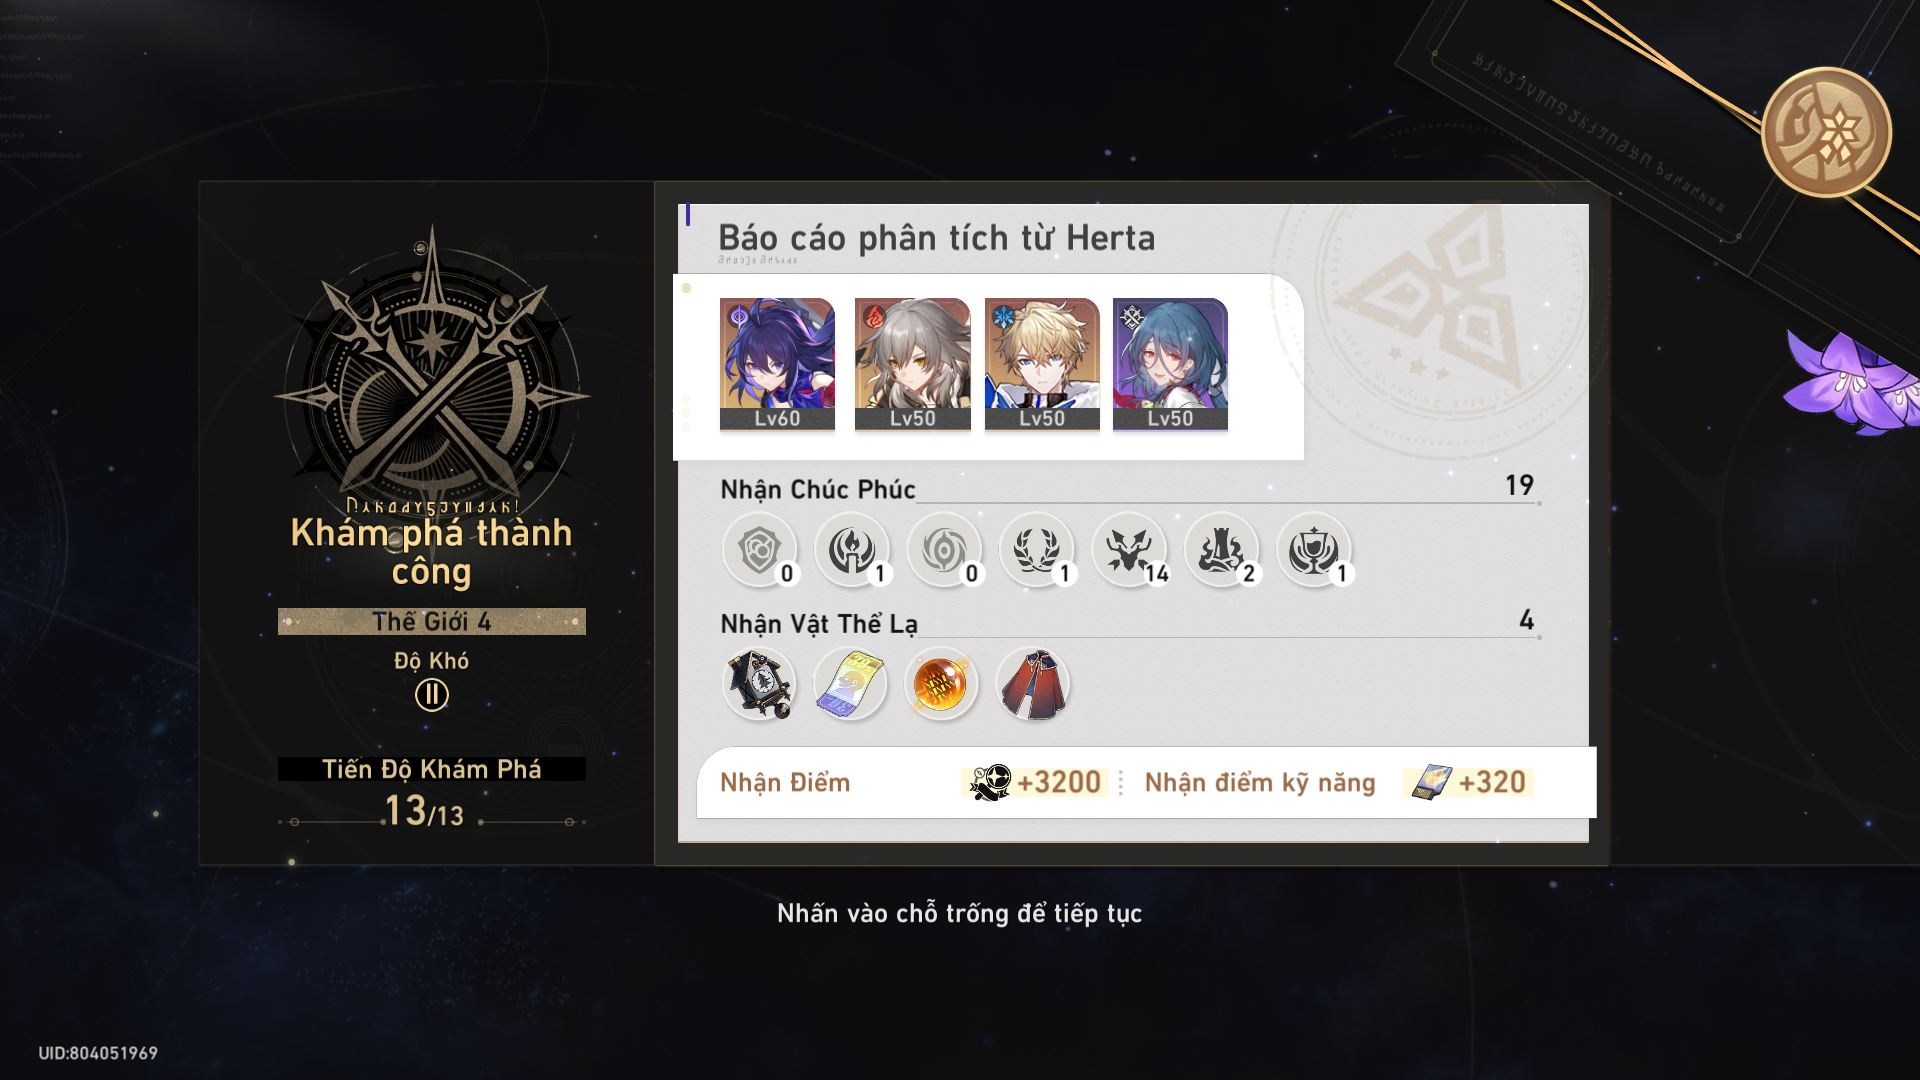 Báo cáo phân tích từ Herta
Lv60
Lv50
Lv50
Lv50
Nhận Chúc Phúc
19
0
1
0
1
14
2
1
Nhận Vật Thể Lạ
4
Nhận Điểm
+3200
Nhận điểm kỹ năng
+320
Khám phá thành
công
Thế Giới 4
Độ Khó
II
Tiến Độ Khám Phá
13/13
Nhấn vào chỗ trống để tiếp tục
UID:804051969